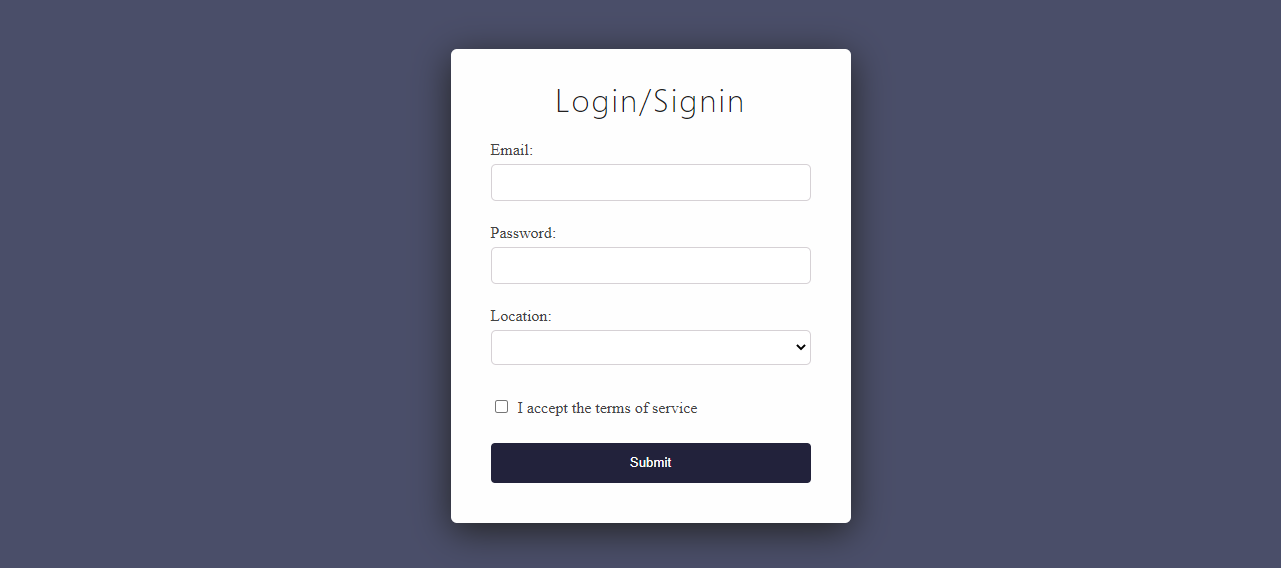 Login/Signin
Email:
Password:
Location:
I accept the terms of service
Submit